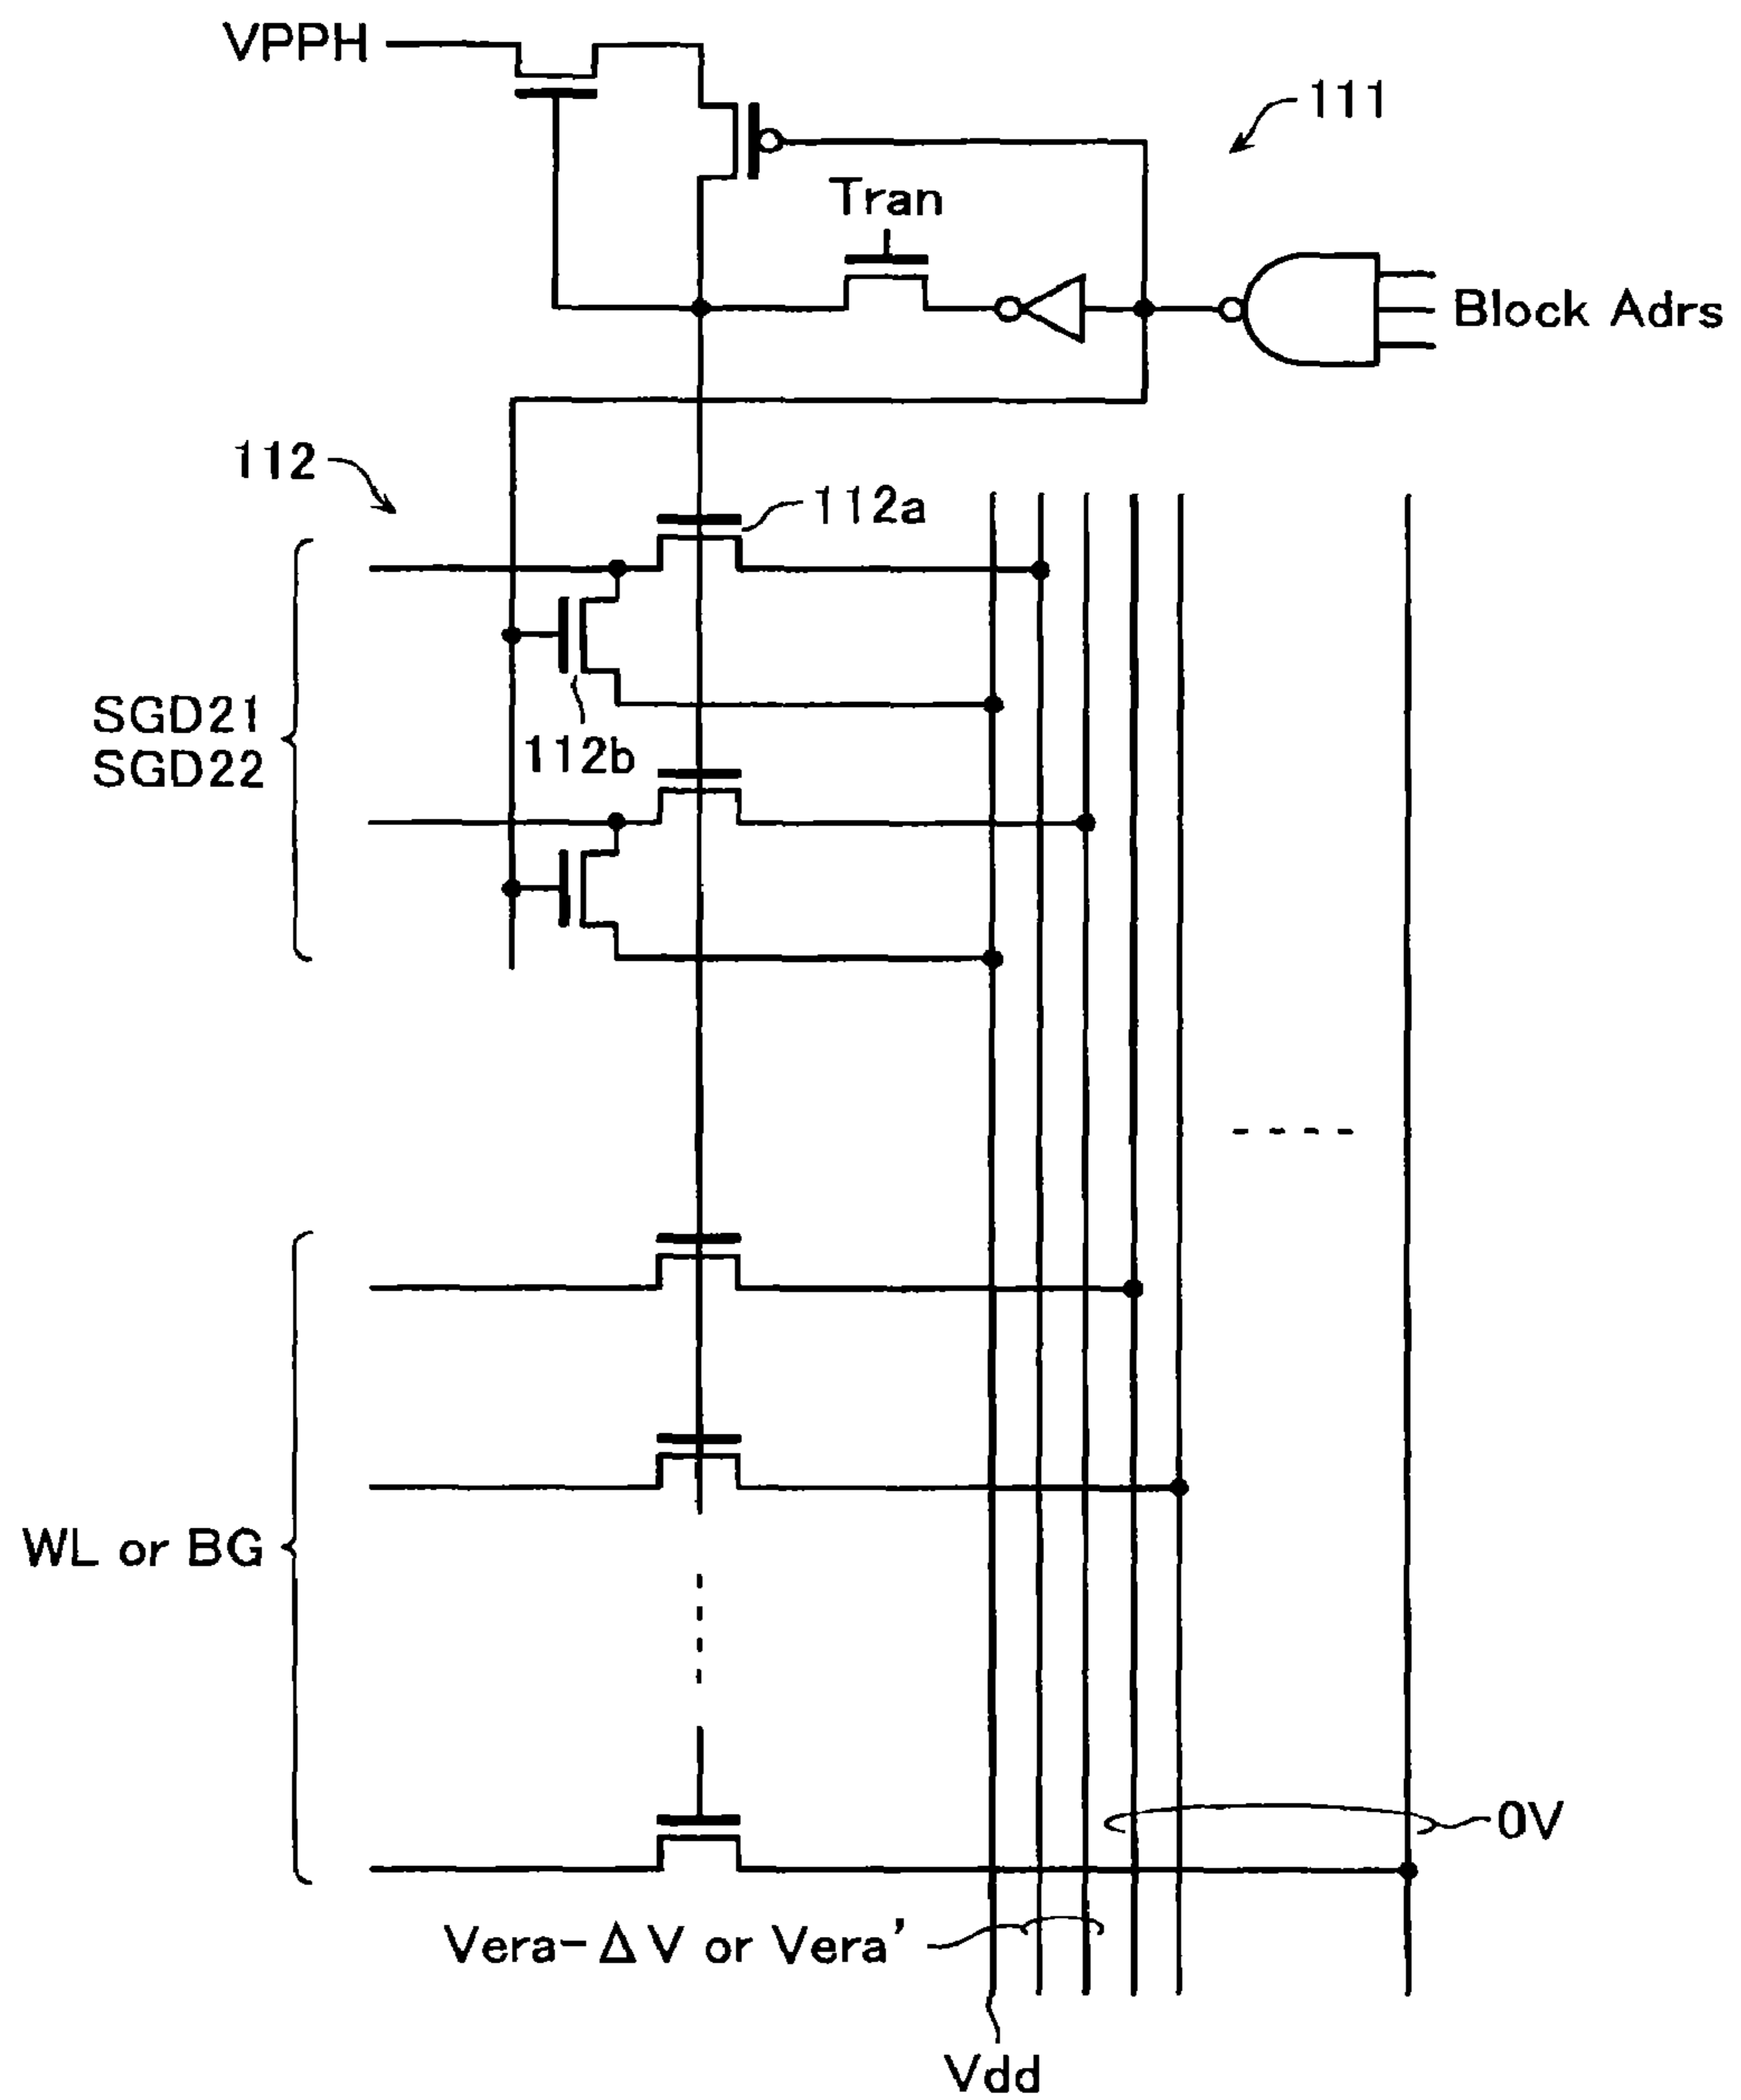 VPPH
111
Tran
Block Adrs
112
112a
SGD21
SGD22
112b
WL or BG
0V
Vera-ΔV or Vera'
Vdd